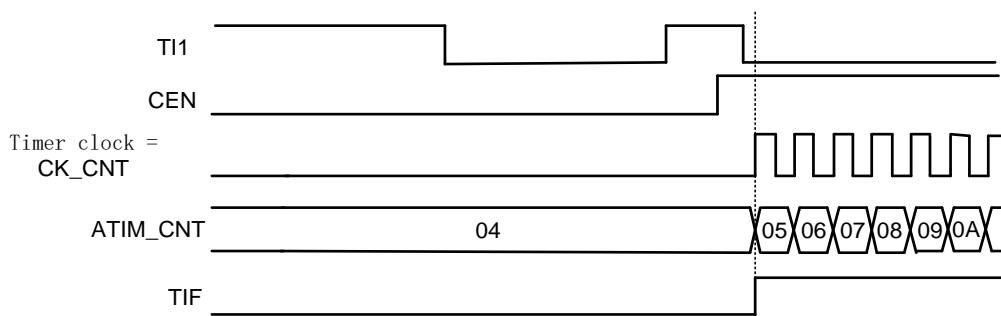 TI1
CEN
Timer clock =
CK_CNT
ATIM_CNT
04
05 06 07 08 09 0A
TIF